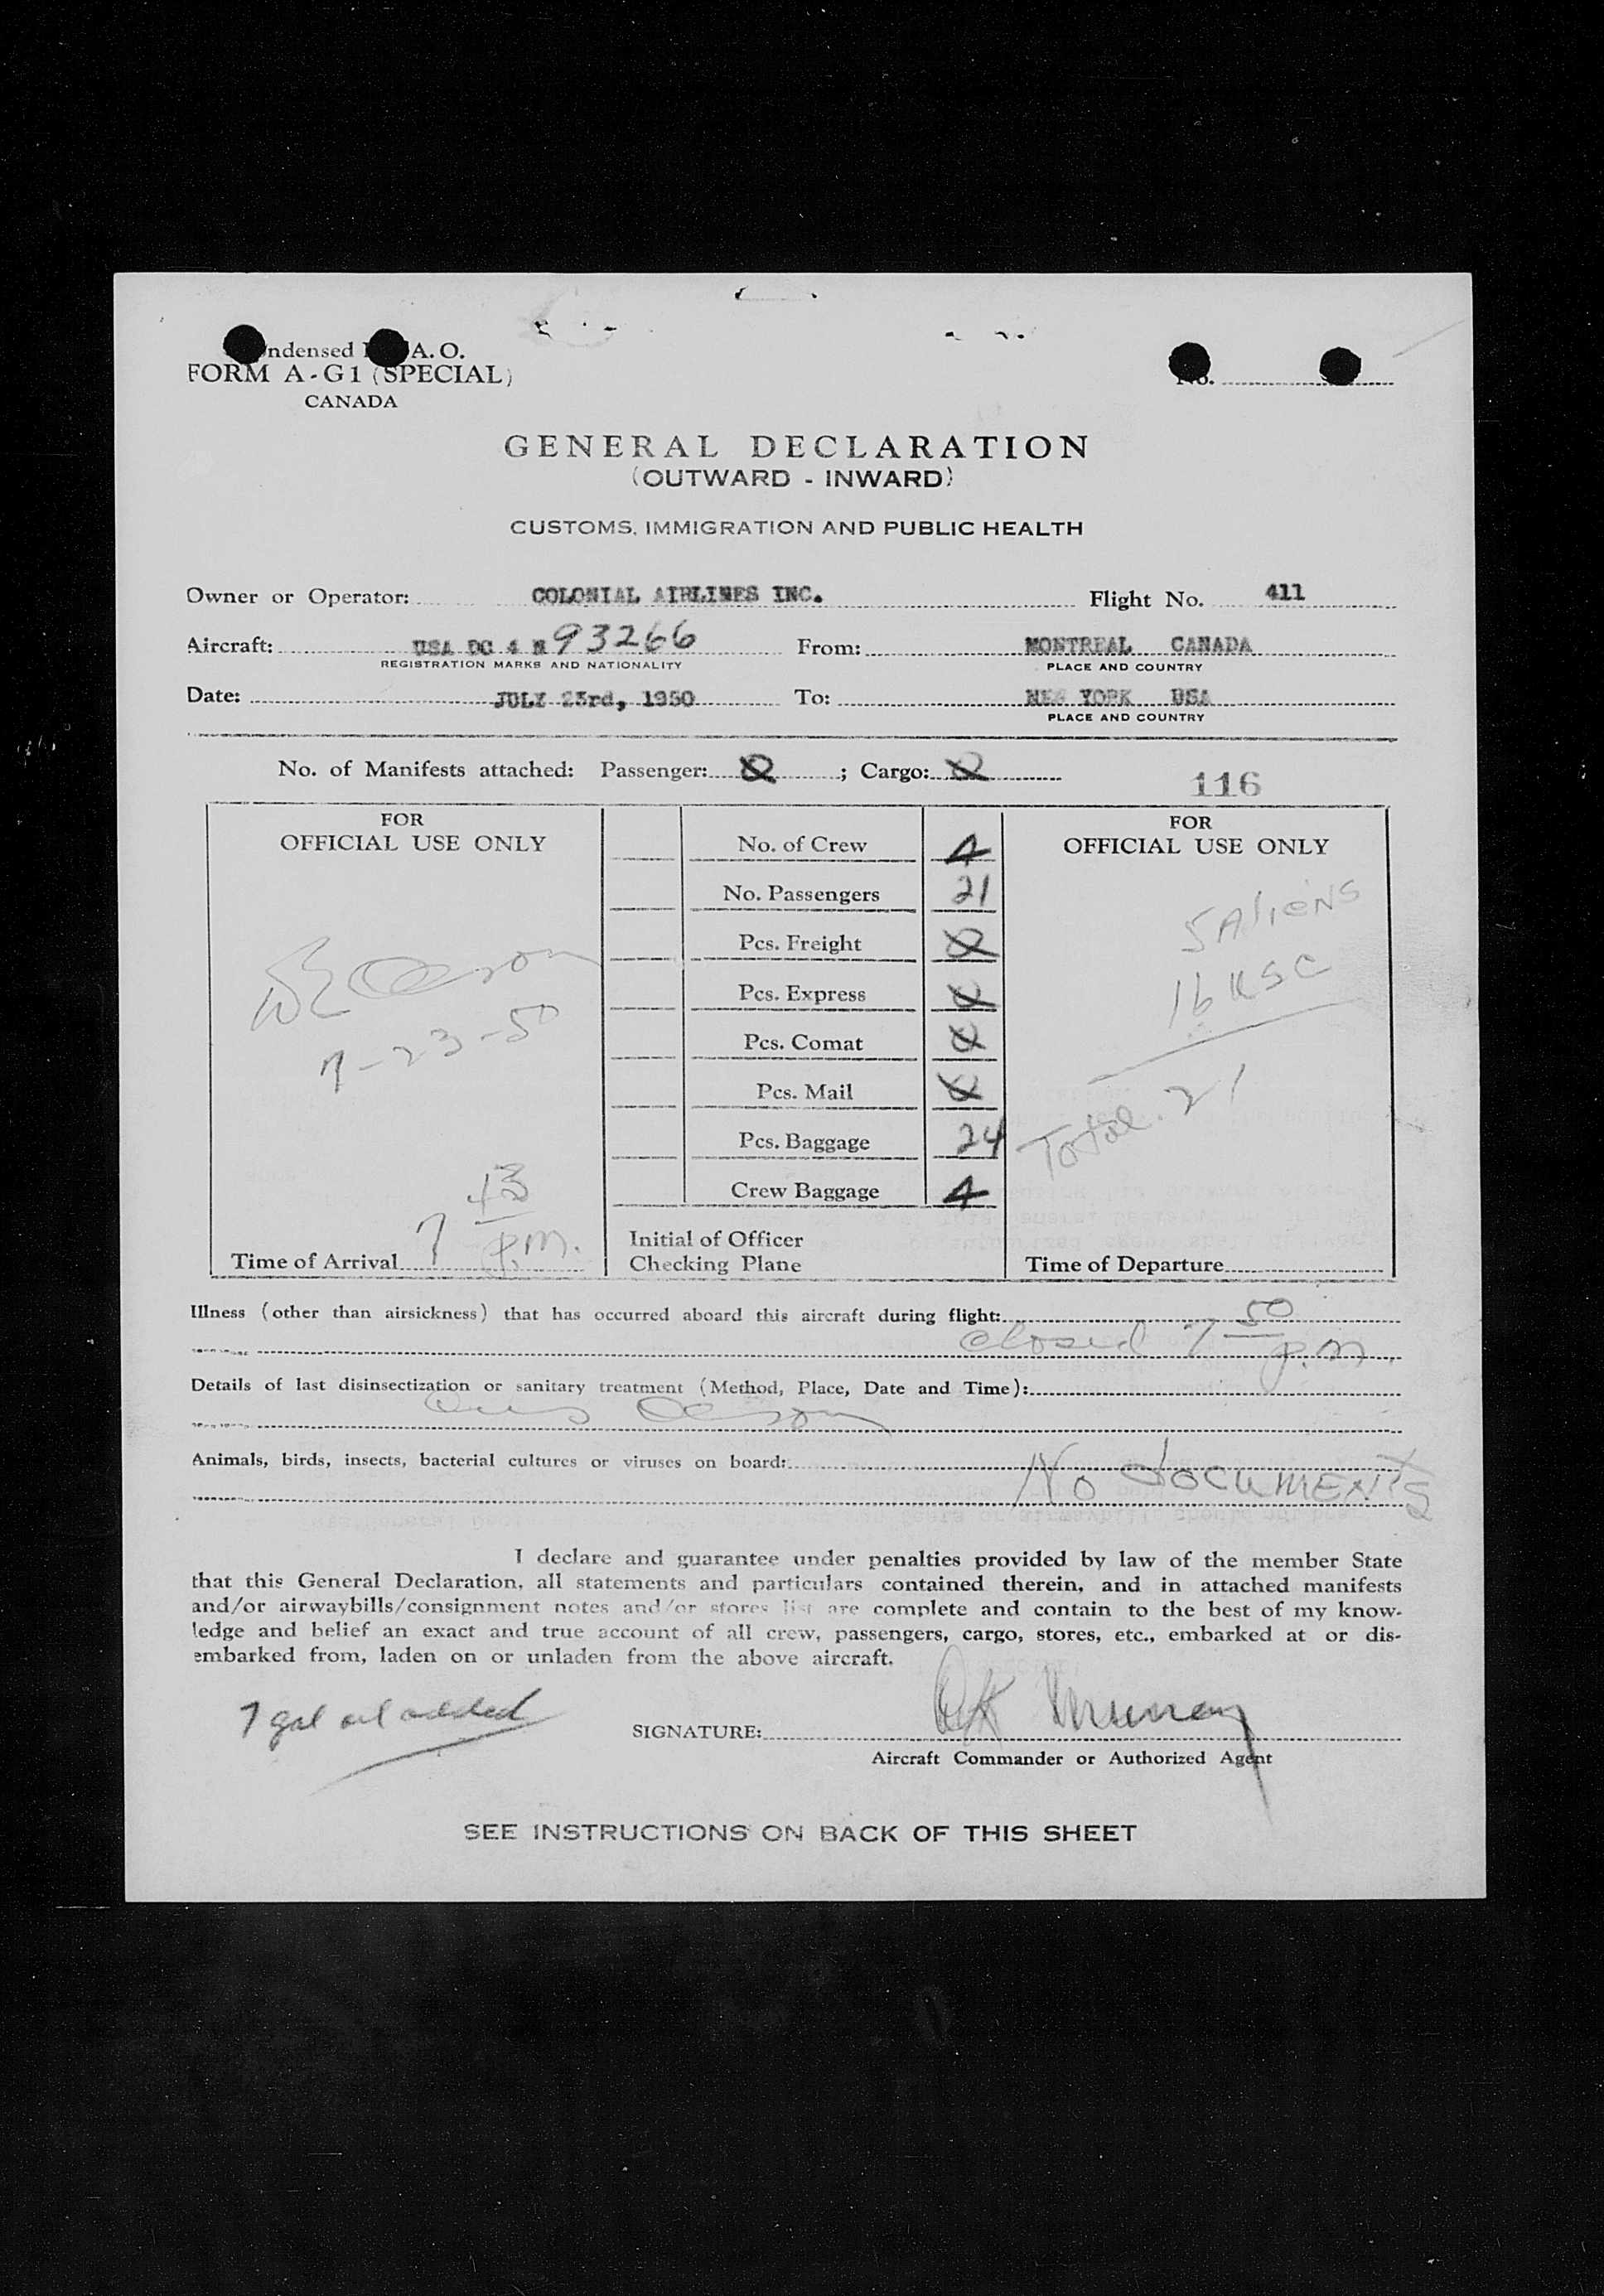 ndensed A. O.
FORM A-G1 (SPECIAL)
CANADA
No.
GENERAL DECLARATION
(OUTWARD - INWARD)
CUSTOMS, IMMIGRATION AND PUBLIC HEALTH
Owner or Operator: COLONIAL AIRLINES INC. Flight No. 411
Aircraft: USA DC 4 N 93266 From: MONTREAL CANADA
REGISTRATION MARKS AND NATIONALITY PLACE AND COUNTRY
Date: JULY 23rd, 1950 To: NEW YORK USA
PLACE AND COUNTRY
No. of Manifests attached: Passenger: 0 ; Cargo: 0
116
FOR
OFFICIAL USE ONLY
7-23-50
Time of Arrival 7 43 P.M.
No. of Crew 4
No. Passengers 21
Pcs. Freight 0
Pcs. Express 0
Pcs. Comat 0
Pcs. Mail 0
Pcs. Baggage 24
Crew Baggage 4
Initial of Officer
Checking Plane
FOR
OFFICIAL USE ONLY
5 Aliens
16 USC
Total. 21
Time of Departure
Illness (other than airsickness) that has occurred aboard this aircraft during flight:
closed 7 50 p.m.
Details of last disinsectization or sanitary treatment (Method, Place, Date and Time):
Animals, birds, insects, bacterial cultures or viruses on board:
No DOCUMENTS
I declare and guarantee under penalties provided by law of the member State
that this General Declaration, all statements and particulars contained therein, and in attached manifests
and/or airwaybills/consignment notes and/or stores list are complete and contain to the best of my know-
ledge and belief an exact and true account of all crew, passengers, cargo, stores, etc., embarked at or dis-
embarked from, laden on or unladen from the above aircraft.
7 gal oil added
SIGNATURE: Murray
Aircraft Commander or Authorized Agent
SEE INSTRUCTIONS ON BACK OF THIS SHEET